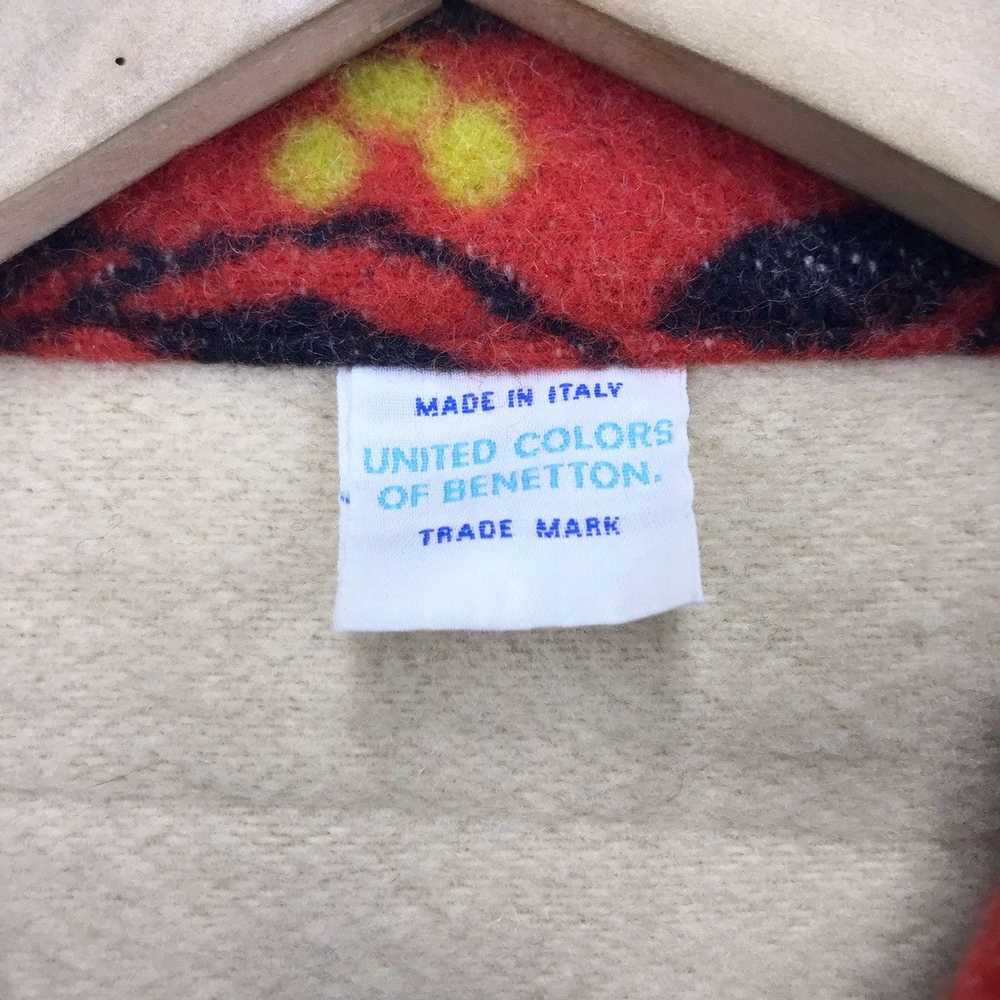 MADE IN ITALY
UNITED COLORS
OF BENETTON.
TRADE MARK